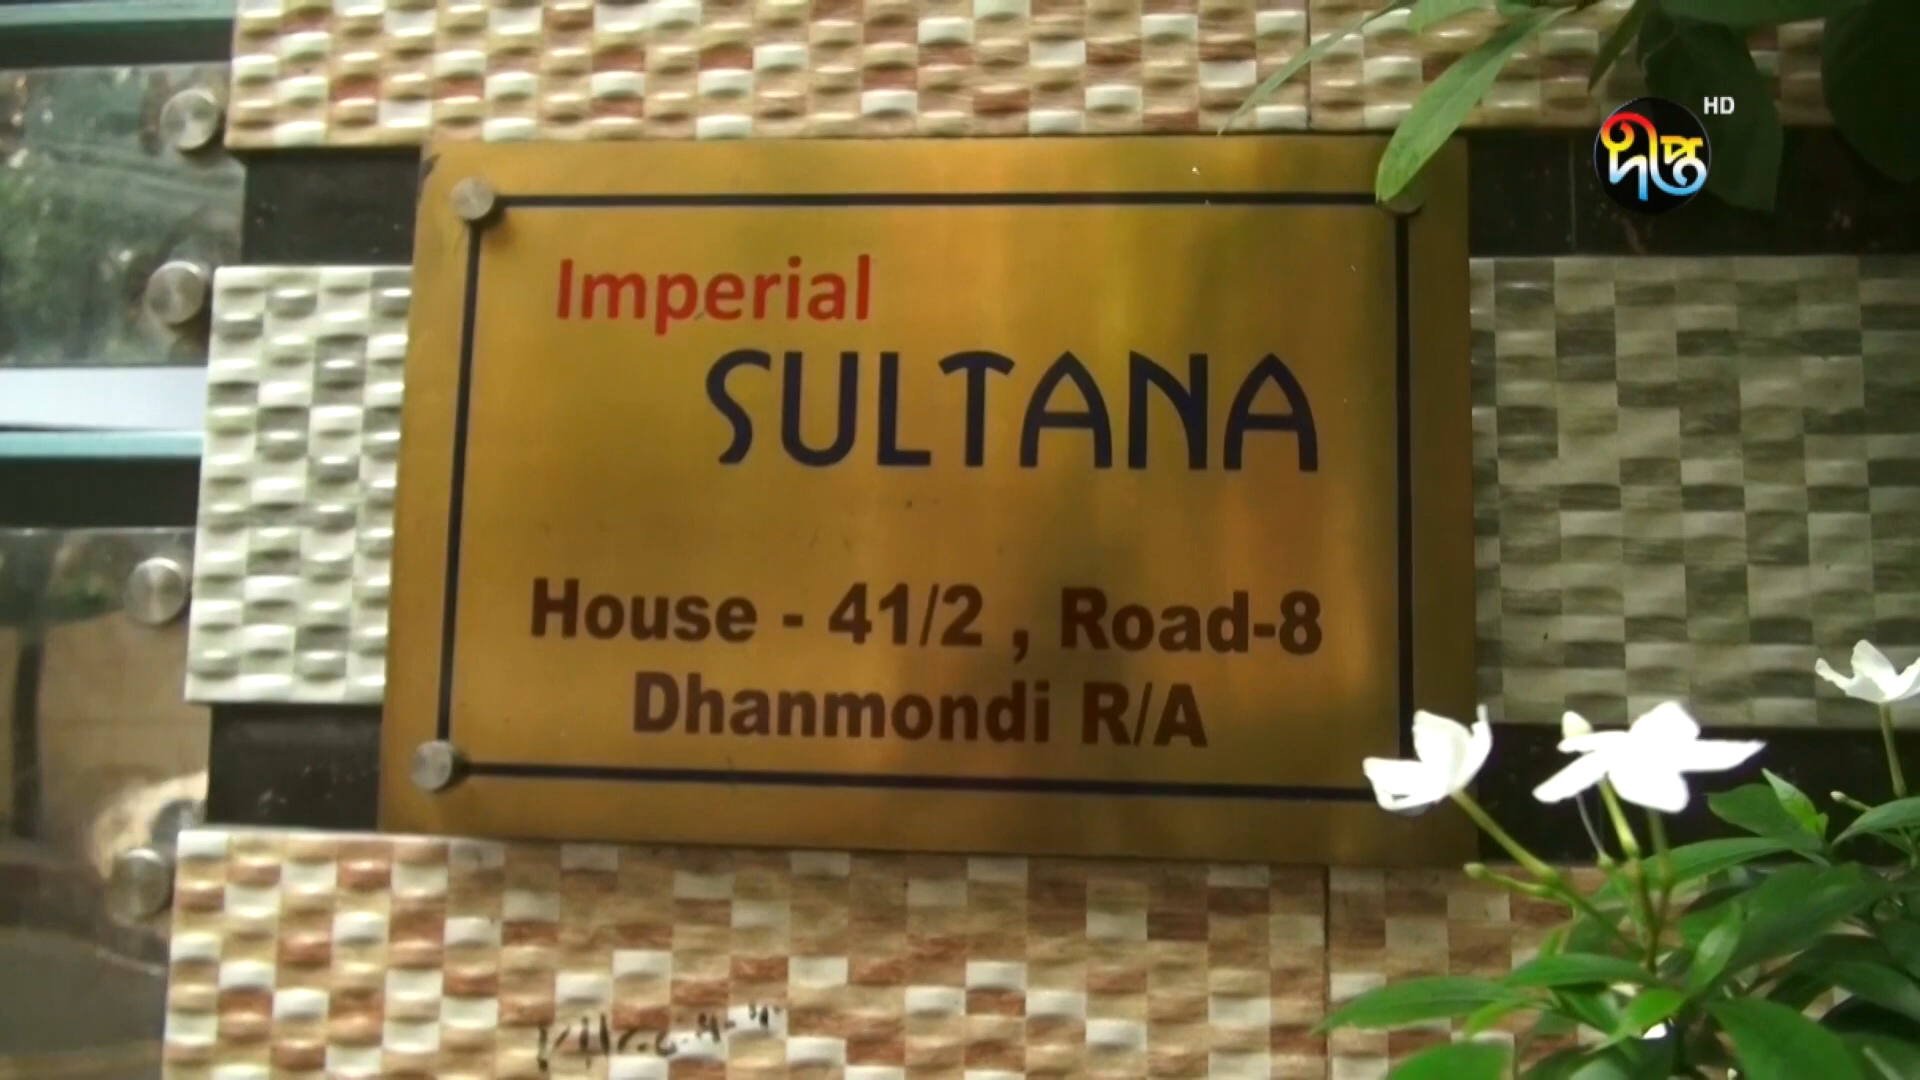 দীপ্ত HD
Imperial
SULTANA
House - 41/2 , Road-8
Dhanmondi R/A